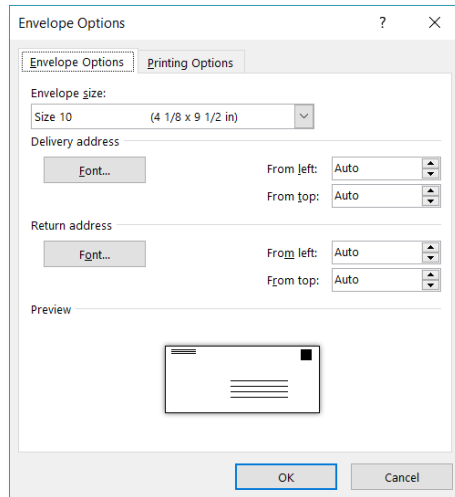 Envelope Options ? ×
Envelope Options Printing Options
Envelope size:
Size 10 (4 1/8 x 9 1/2 in)
Delivery address
Font... From left: Auto
From top: Auto
Return address
Font... From left: Auto
From top: Auto
Preview
OK Cancel